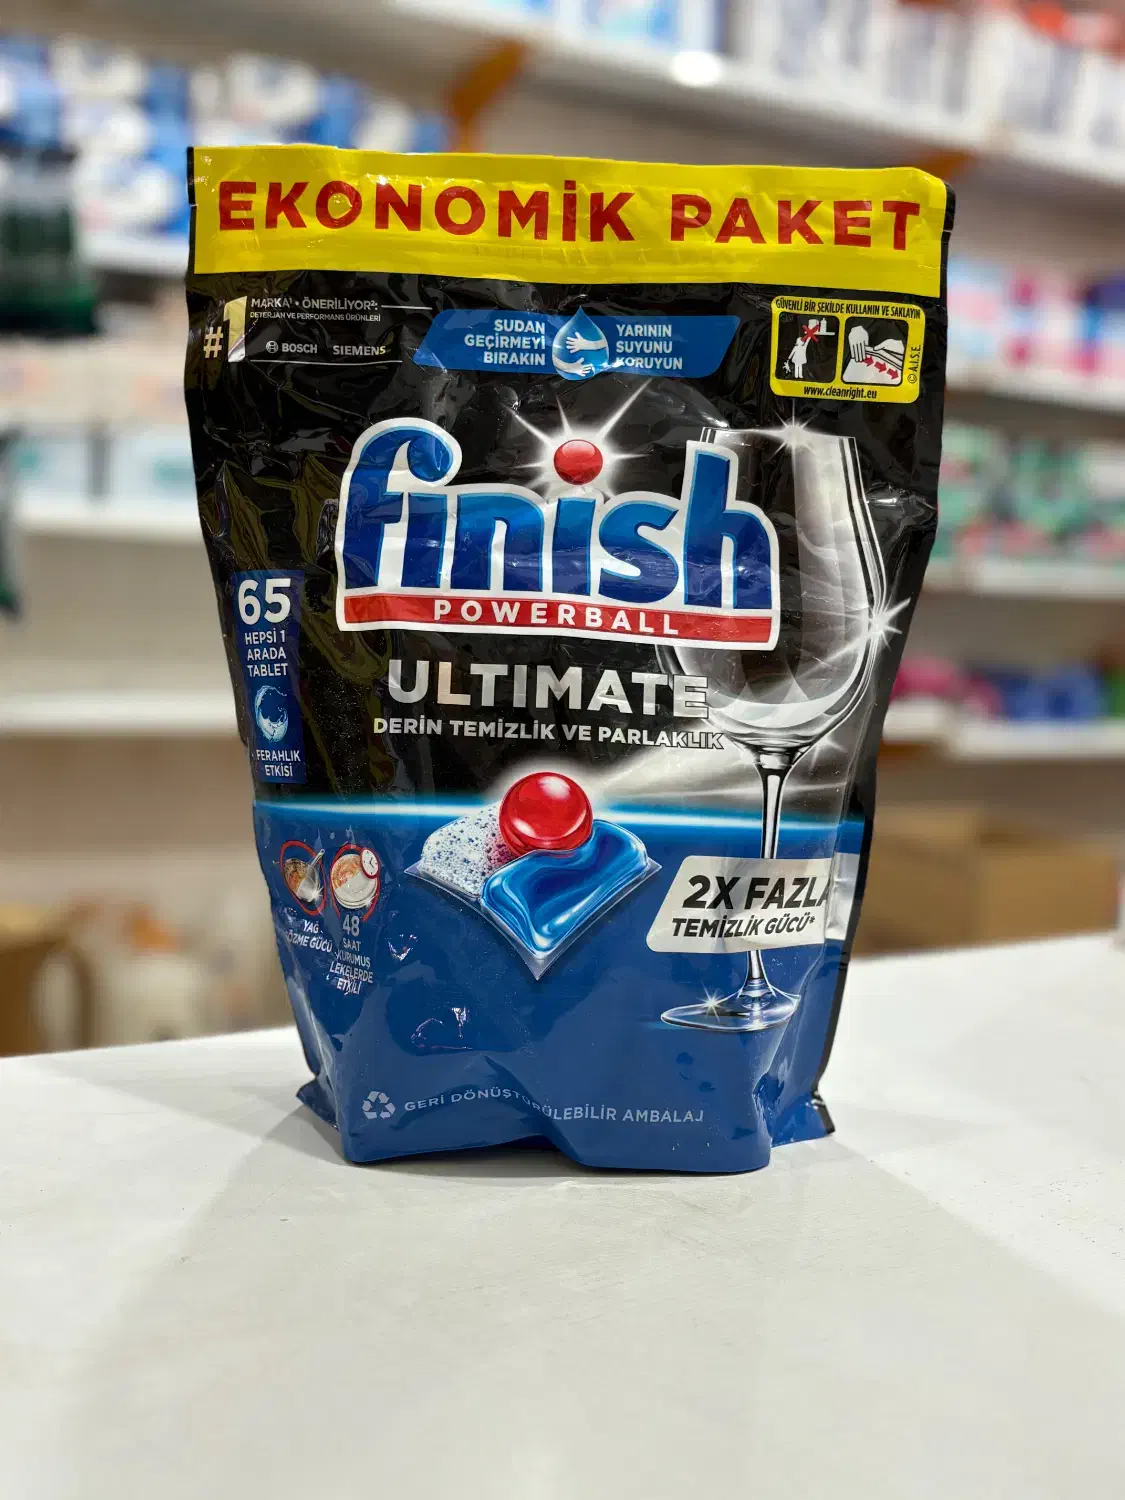 EKONOMİK PAKET
#1
MARKA¹ • ÖNERİLİYOR²:
DETERJAN VE PERFORMANS ÜRÜNLERİ
BOSCH SIEMENS
SUDAN
GEÇİRMEYİ
BIRAKIN
YARININ
SUYUNU
KORUYUN
GÜVENLİ BİR ŞEKİLDE KULLANIN VE SAKLAYIN
www.cleanright.eu
© A.I.S.E.
finish
POWERBALL
ULTIMATE
DERİN TEMİZLİK VE PARLAKLIK
65
HEPSİ 1
ARADA
TABLET
FERAHLIK
ETKİSİ
YAĞ
ÇÖZME GÜCÜ
48
SAAT
KURUMUŞ
LEKELERDE
ETKİLİ
2X FAZLA
TEMİZLİK GÜCÜ*
GERİ DÖNÜŞTÜRÜLEBİLİR AMBALAJ